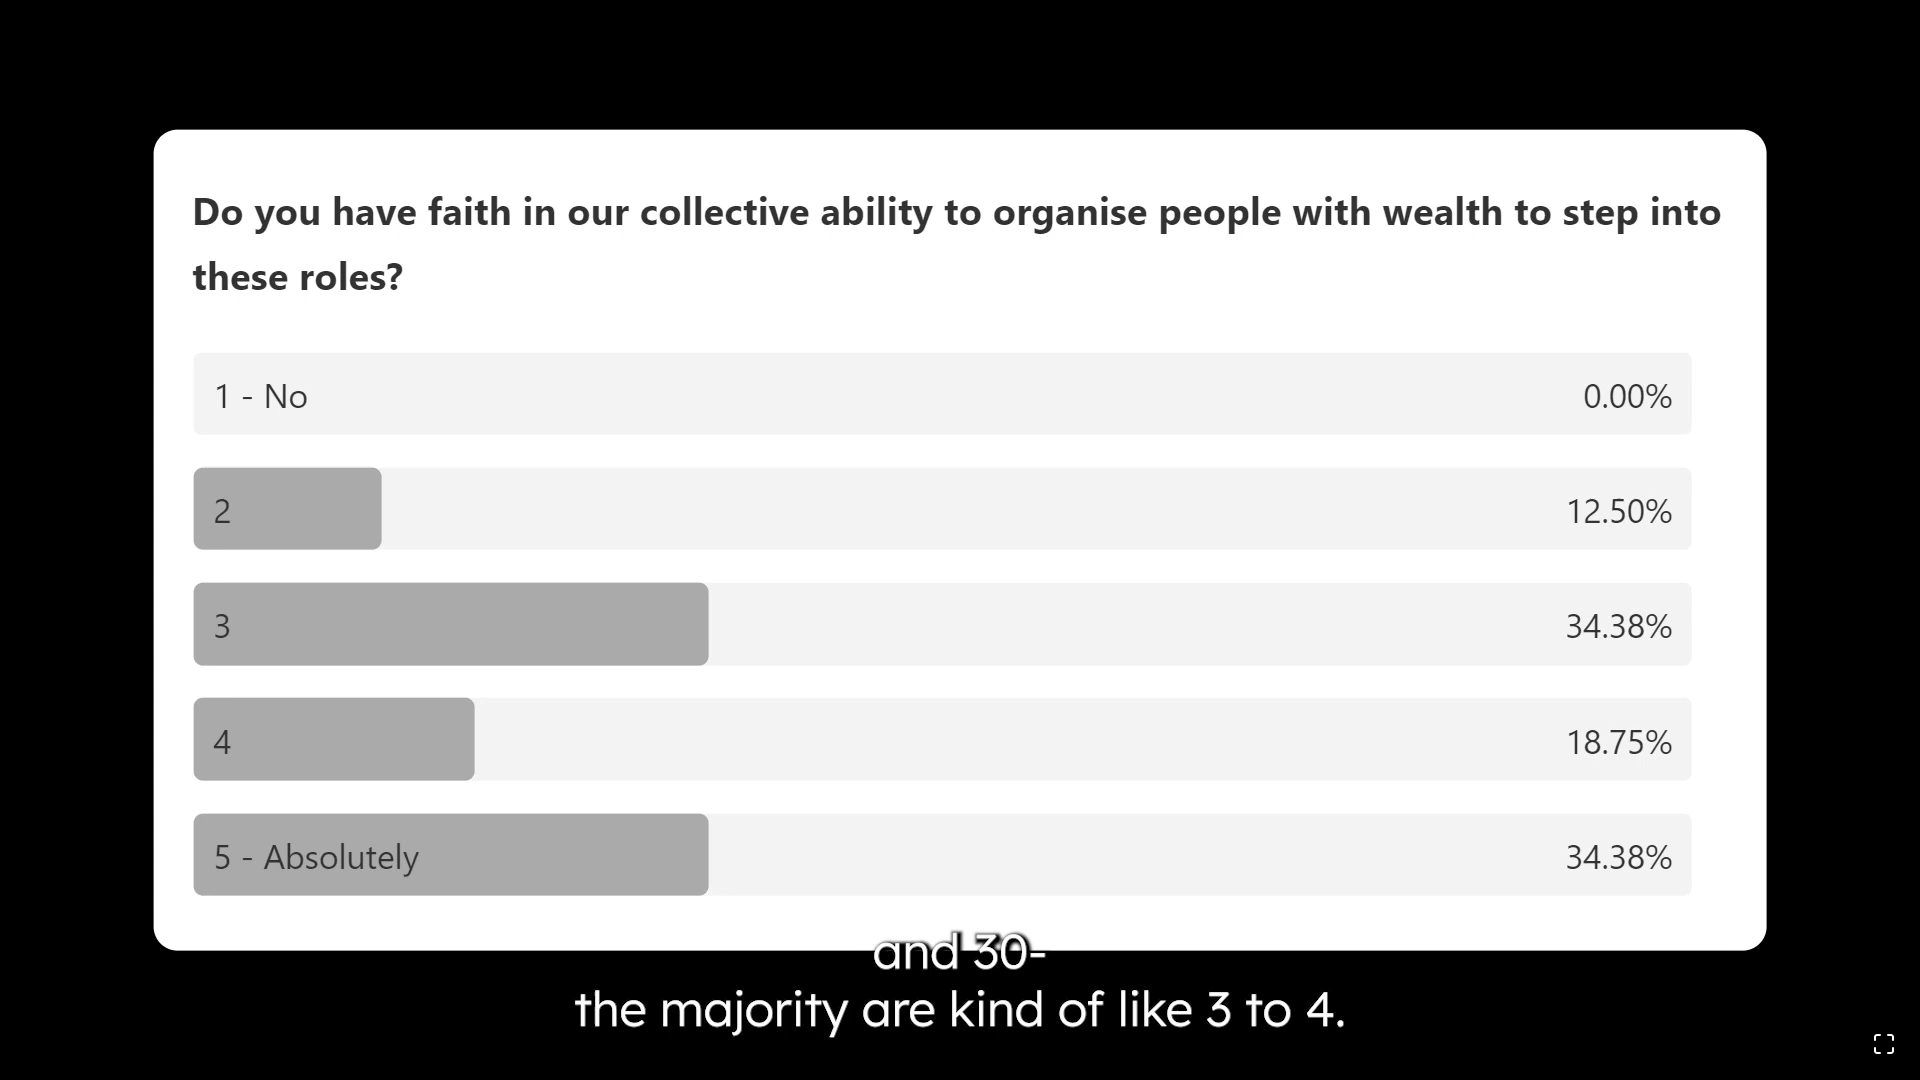 Do you have faith in our collective ability to organise people with wealth to step into
these roles?
1 - No 0.00%
2 12.50%
3 34.38%
4 18.75%
5 - Absolutely 34.38%
and 30-
the majority are kind of like 3 to 4.